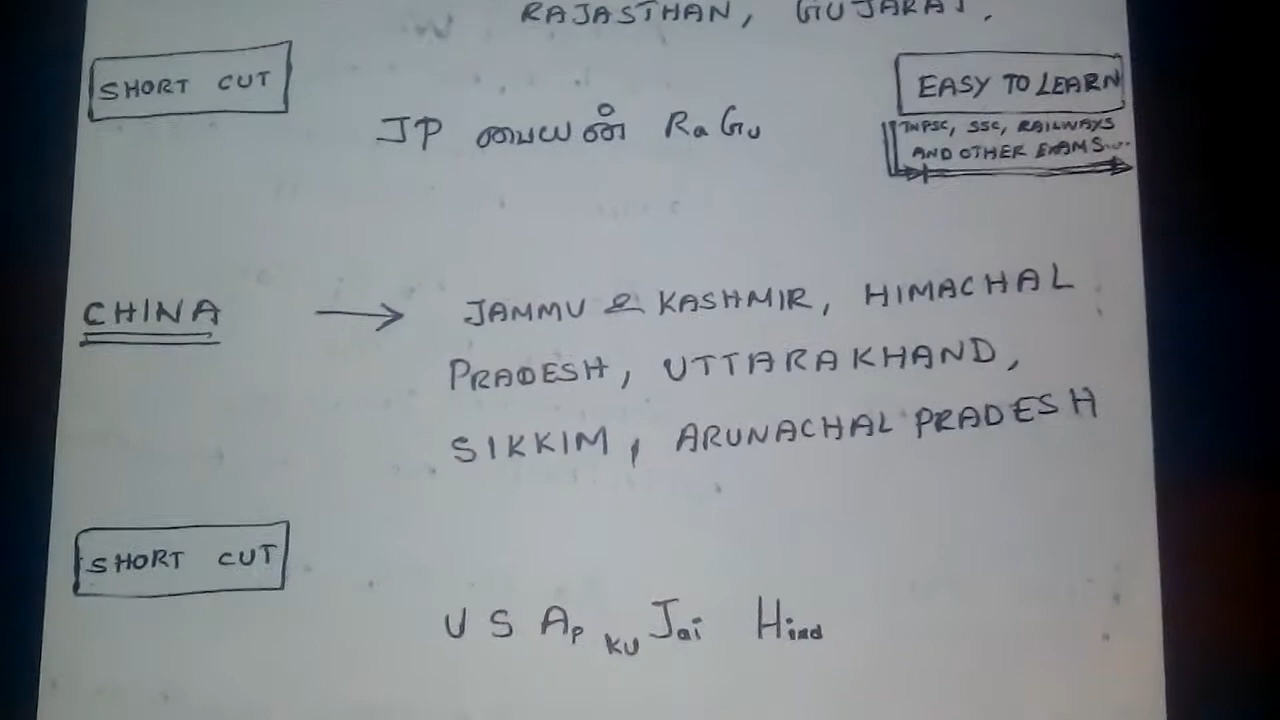 RAJASTHAN, GUJARAT.
SHORT CUT
EASY TO LEARN
TNPSC, SSC, RAILWAYS
AND OTHER EXAMS.....
JP பையன் RaGu
CHINA → JAMMU & KASHMIR, HIMACHAL
PRADESH, UTTARAKHAND,
SIKKIM, ARUNACHAL PRADESH
SHORT CUT
U S Ap KU Jai Hind